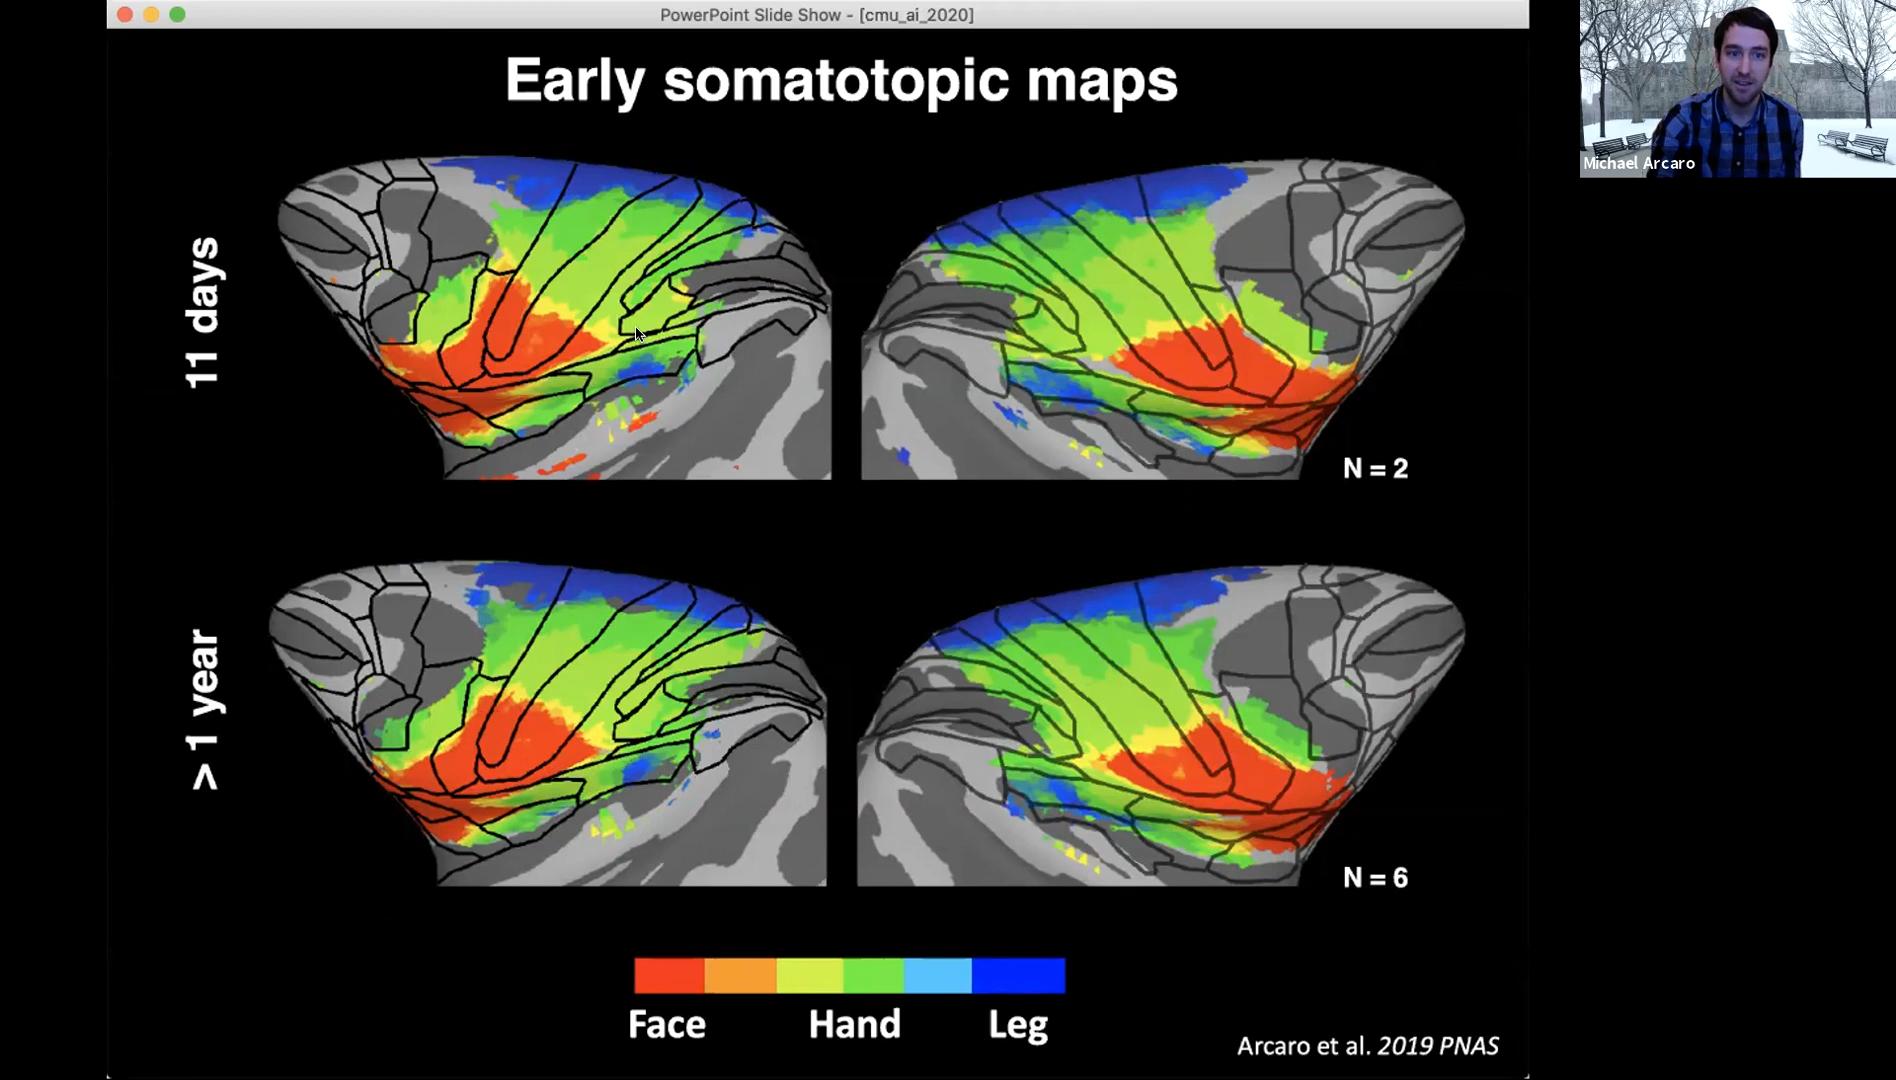 PowerPoint Slide Show - [cmu_ai_2020]
Early somatotopic maps
Michael Arcaro
11 days
N = 2
> 1 year
N = 6
Face Hand Leg
Arcaro et al. 2019 PNAS